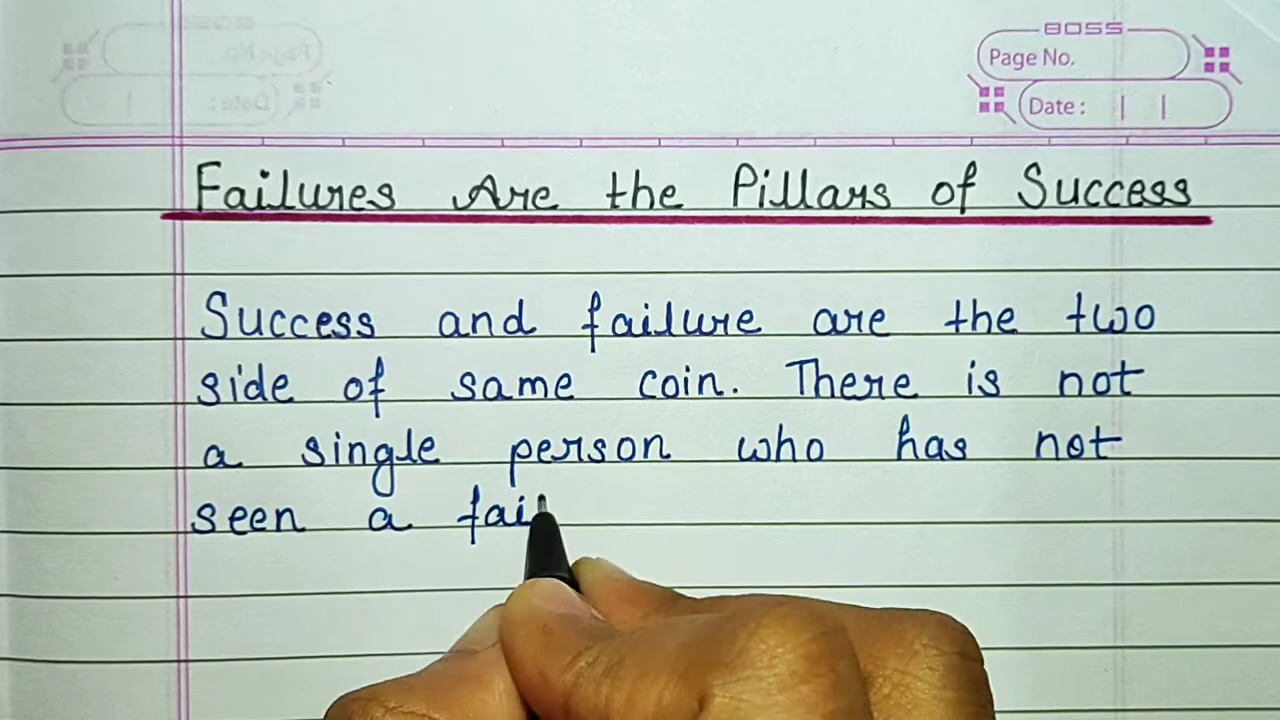 BOSS
Page No.
Date :
Failures Are the Pillars of Success
Success and failure are the two
side of same coin. There is not
a single person who has not
seen a fai